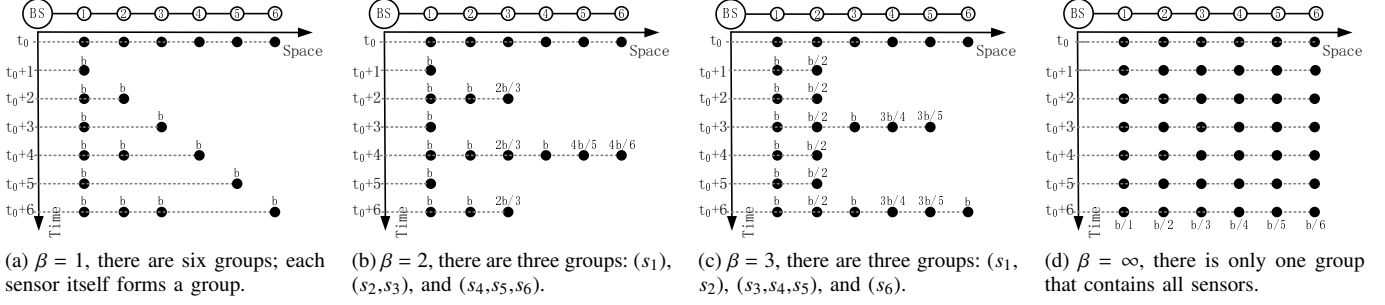 BS 1 2 3 4 5 6
t0
Space
t0+1 b
t0+2 b b
t0+3 b
t0+4 b b b
t0+5 b b
t0+6 b b b b
Time
(a) β = 1, there are six groups; each
sensor itself forms a group.
BS 1 2 3 4 5 6
t0
Space
t0+1 b
t0+2 b b 2b/3
t0+3 b
t0+4 b b 2b/3 b 4b/5 4b/6
t0+5 b
t0+6 b b 2b/3
Time
(b) β = 2, there are three groups: (s1),
(s2,s3), and (s4,s5,s6).
BS 1 2 3 4 5 6
t0
Space
t0+1 b b/2
t0+2 b b/2
t0+3 b b/2 b 3b/4 3b/5
t0+4 b b/2
t0+5 b b/2
t0+6 b b/2 b 3b/4 3b/5 b
Time
(c) β = 3, there are three groups: (s1,
s2), (s3,s4,s5), and (s6).
BS 1 2 3 4 5 6
t0
Space
t0+1
t0+2
t0+3
t0+4
t0+5
t0+6
Time
b/1 b/2 b/3 b/4 b/5 b/6
(d) β = ∞, there is only one group
that contains all sensors.